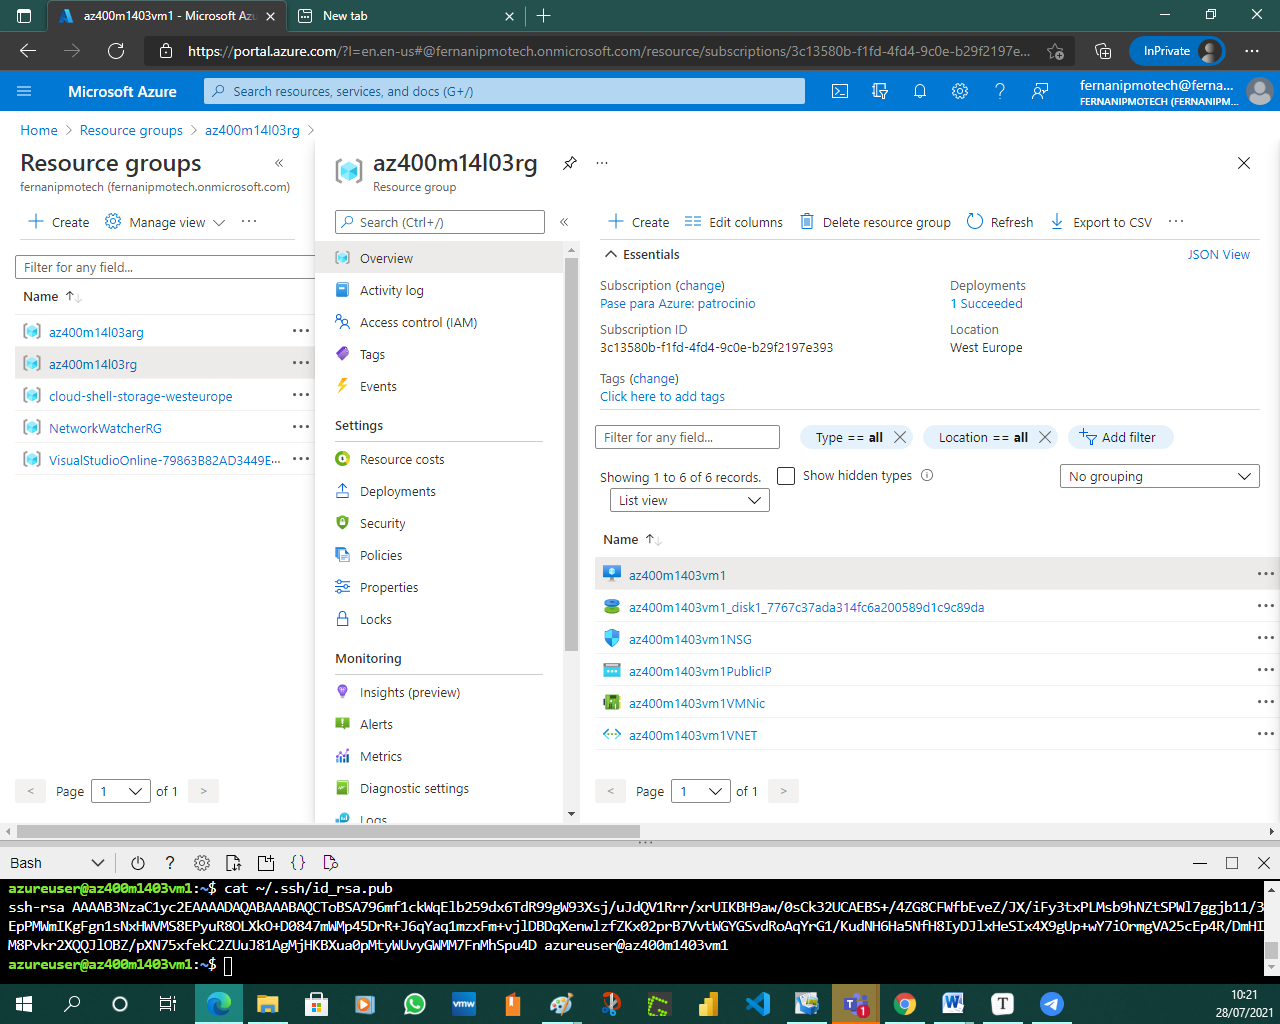 az400m1403vm1 - Microsoft Azu
New tab
https://portal.azure.com/?l=en.en-us#@fernanipmotech.onmicrosoft.com/resource/subscriptions/3c13580b-f1fd-4fd4-9c0e-b29f2197e...
InPrivate
Microsoft Azure
Search resources, services, and docs (G+/)
fernanipmotech@ferna...
FERNANIPMOTECH (FERNANIPM...
Home > Resource groups > az400m14l03rg >
Resource groups
fernanipmotech (fernanipmotech.onmicrosoft.com)
Create
Manage view
Filter for any field...
Name
az400m14l03arg
az400m14l03rg
cloud-shell-storage-westeurope
NetworkWatcherRG
VisualStudioOnline-79863B82AD3449E...
< Page 1 of 1 >
az400m14l03rg
Resource group
Search (Ctrl+/)
Overview
Activity log
Access control (IAM)
Tags
Events
Settings
Resource costs
Deployments
Security
Policies
Properties
Locks
Monitoring
Insights (preview)
Alerts
Metrics
Diagnostic settings
Logs
Create
Edit columns
Delete resource group
Refresh
Export to CSV
Essentials
JSON View
Subscription (change)
Pase para Azure: patrocinio
Subscription ID
3c13580b-f1fd-4fd4-9c0e-b29f2197e393
Deployments
1 Succeeded
Location
West Europe
Tags (change)
Click here to add tags
Filter for any field...
Type == all
Location == all
Add filter
Showing 1 to 6 of 6 records.
Show hidden types
No grouping
List view
Name
az400m1403vm1
az400m1403vm1_disk1_7767c37ada314fc6a200589d1c9c89da
az400m1403vm1NSG
az400m1403vm1PublicIP
az400m1403vm1VMNic
az400m1403vm1VNET
< Page 1 of 1 >
Bash
azureuser@az400m1403vm1:~$ cat ~/.ssh/id_rsa.pub
ssh-rsa AAAAB3NzaC1yc2EAAAADAQABAAABAQCToBSA796mf1ckWqElb259dx6TdR99gW93Xsj/uJdQV1Rrr/xrUIKBH9aw/0sCk32UCAEBS+/4ZG8CFWfbEveZ/JX/iFy3txPLMsb9hNZtSPWl7ggjb11/3
EpPMWmIKgFgn1sNxHWVMS8EPyuR8OLXkO+D0847mWMp45DrR+J6qYaq1mzxFm+vjlDBDqXenwlzfZKx02prB7VvtWGYGSvdRoAqYrG1/KudNH6Ha5NfH8IyDJlxHeSIx4X9gUp+wY7iOrmgVA25cEp4R/DmHI
M8Pvkr2XQQJlOBZ/pXN75xfekC2ZUuJ81AgMjHKBXua0pMtyWUvyGWMM7FnMhSpu4D azureuser@az400m1403vm1
azureuser@az400m1403vm1:~$
10:21
28/07/2021